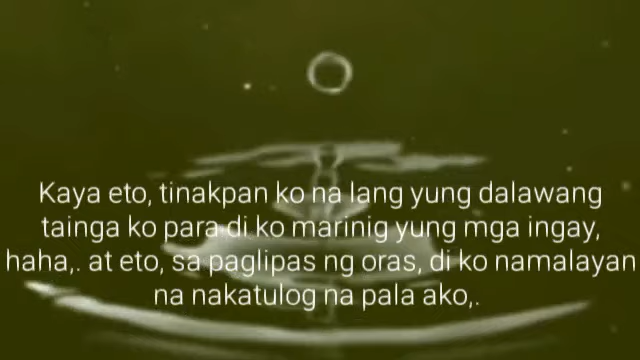 Kaya eto, tinakpan ko na lang yung dalawang
tainga ko para di ko marinig yung mga ingay,
haha,. at eto, sa paglipas ng oras, di ko namalayan
na nakatulog na pala ako,.